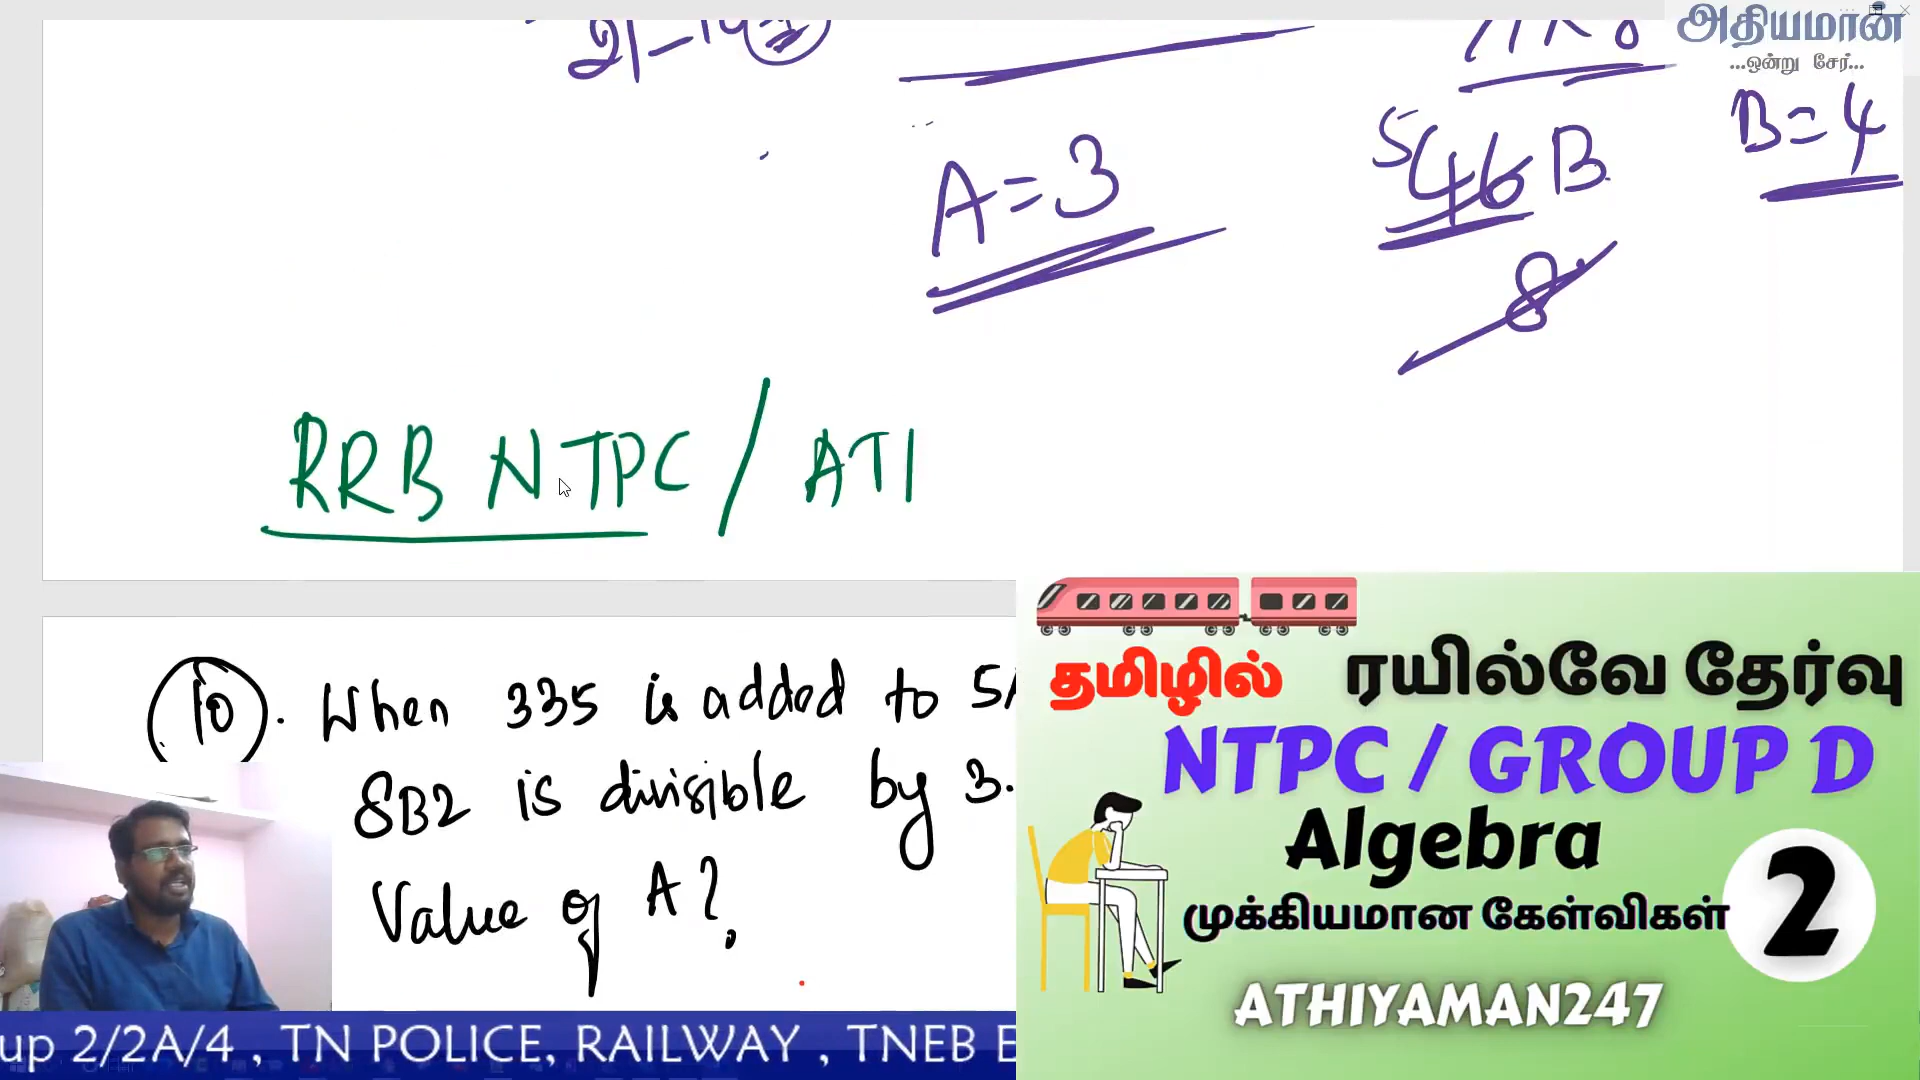 அதியமான்
...ஒன்று சேர்...
B=4
A=3
546B
8
RRB NTPC / ATI
10. When 335 is added to 5
8B2 is divisible by 3.
Value of A?
தமிழில் ரயில்வே தேர்வு
NTPC / GROUP D
Algebra
2
முக்கியமான கேள்விகள்
ATHIYAMAN247
up 2/2A/4 , TN POLICE, RAILWAY , TNEB